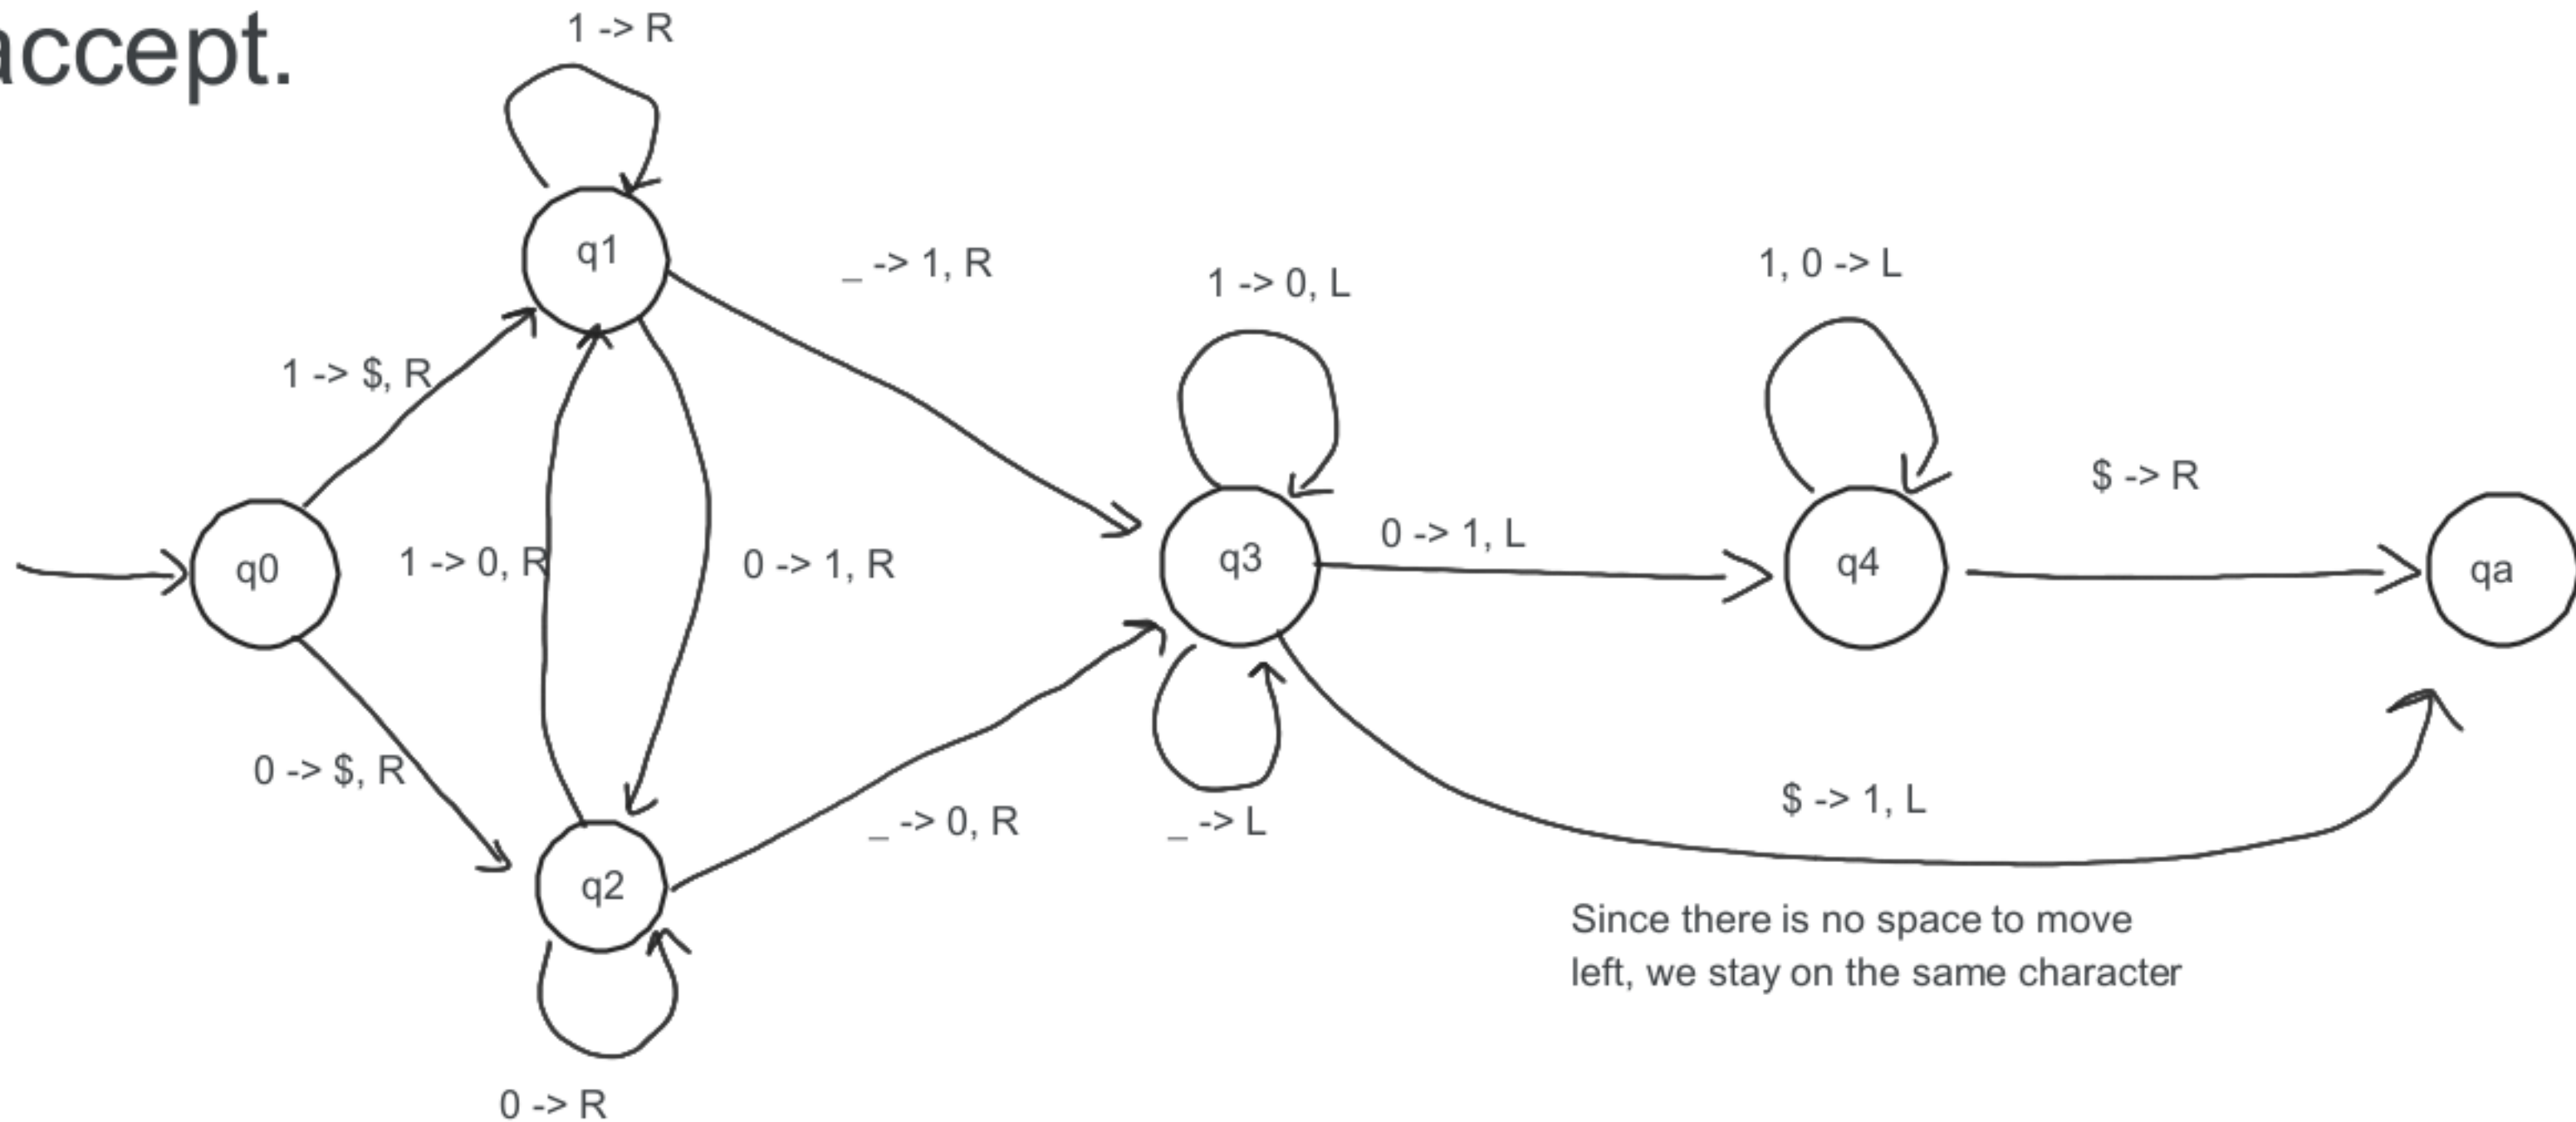 accept.
1 -> R
q1
_ -> 1, R
1 -> 0, L
1, 0 -> L
1 -> $, R
$ -> R
q0
1 -> 0, R
0 -> 1, R
q3
0 -> 1, L
q4
qa
0 -> $, R
_ -> 0, R
_ -> L
$ -> 1, L
q2
Since there is no space to move
left, we stay on the same character
0 -> R